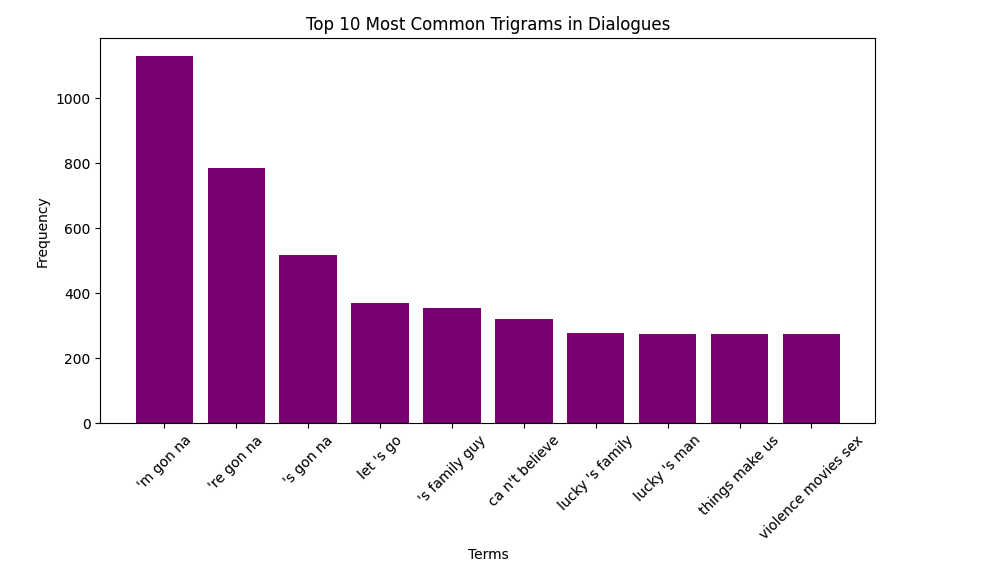 Top 10 Most Common Trigrams in Dialogues
1000
800
600
400
200
0
Frequency
'm gon na
're gon na
's gon na
let 's go
's family guy
ca n't believe
lucky 's family
lucky 's man
things make us
violence movies sex
Terms